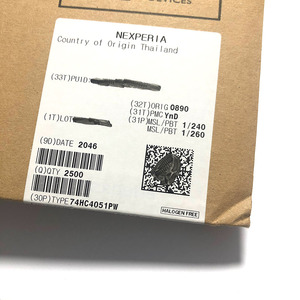 DEVICES
NEXPERIA
Country of Origin Thailand
(33T)PUID
(32T)ORIG 0890
(31T)PMC YnD
(31P)MSL/PBT 1/240
MSL/PBT 1/260
(1T)LOT
(9D)DATE 2046
(Q)QTY 2500
(30P)TYPE 74HC4051PW
HALOGEN FREE